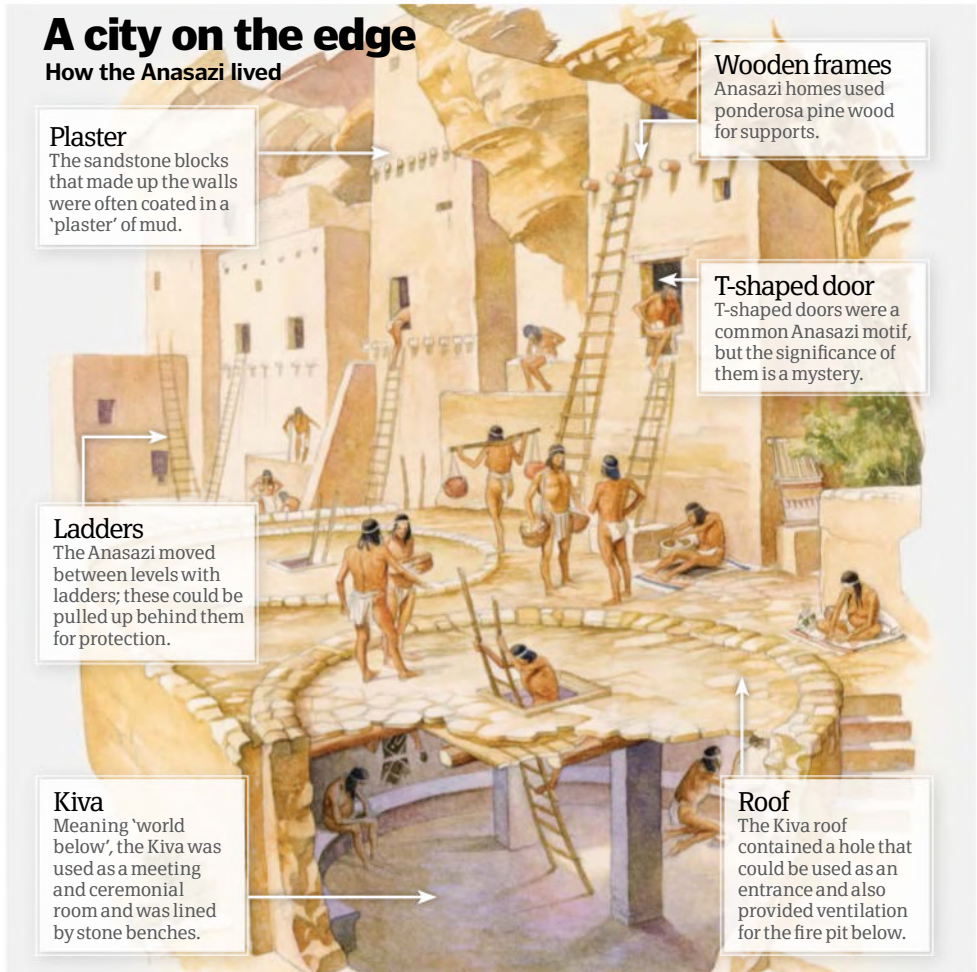 A city on the edge
How the Anasazi lived
Plaster
The sandstone blocks
that made up the walls
were often coated in a
‘plaster’ of mud.
Wooden frames
Anasazi homes used
ponderosa pine wood
for supports.
T-shaped door
T-shaped doors were a
common Anasazi motif,
but the significance of
them is a mystery.
Ladders
The Anasazi moved
between levels with
ladders; these could be
pulled up behind them
for protection.
Kiva
Meaning ‘world
below’, the Kiva was
used as a meeting
and ceremonial
room and was lined
by stone benches.
Roof
The Kiva roof
contained a hole that
could be used as an
entrance and also
provided ventilation
for the fire pit below.